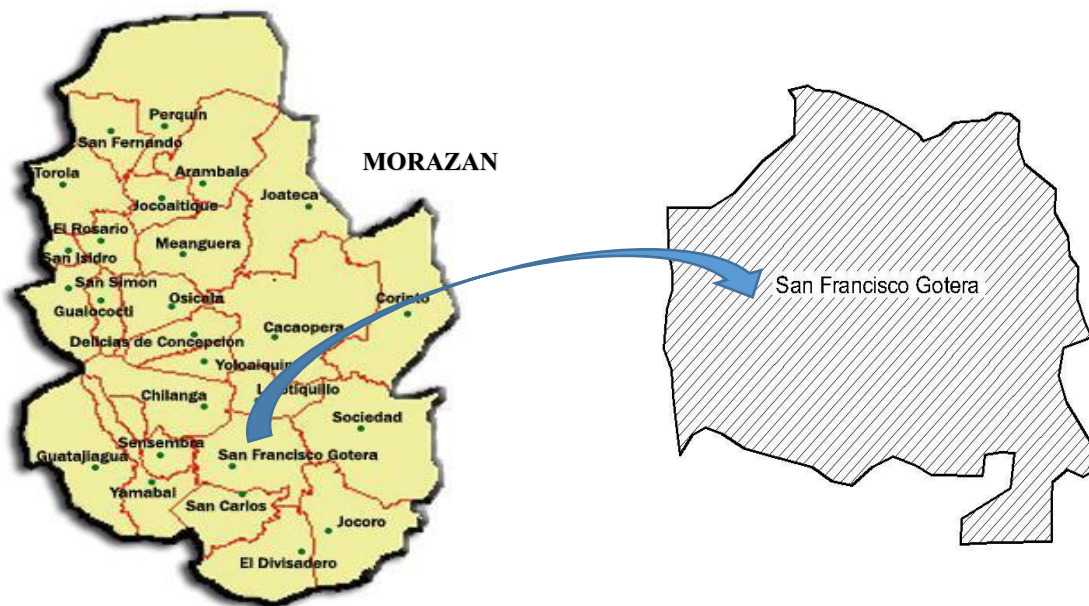 Perquin
San Fernando
MORAZAN
Torola
Arambala
Joateca
Jocoaitique
El Rosario
Meanguera
San Isidro
San Simon
Osicala
Corinto
Gualococti
Cacaopera
Delicias de Concepcion
Chilanga
Sociedad
Sensembra
Guatajiagua
San Francisco Gotera
Yamabal
San Carlos
Jocoro
El Divisadero
San Francisco Gotera